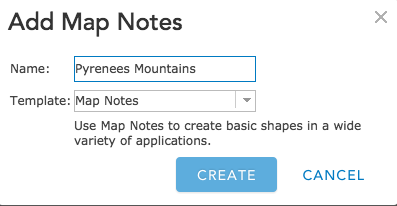 Add Map Notes
Name: Pyrenees Mountains
Template: Map Notes
Use Map Notes to create basic shapes in a wide
variety of applications.
CREATE CANCEL